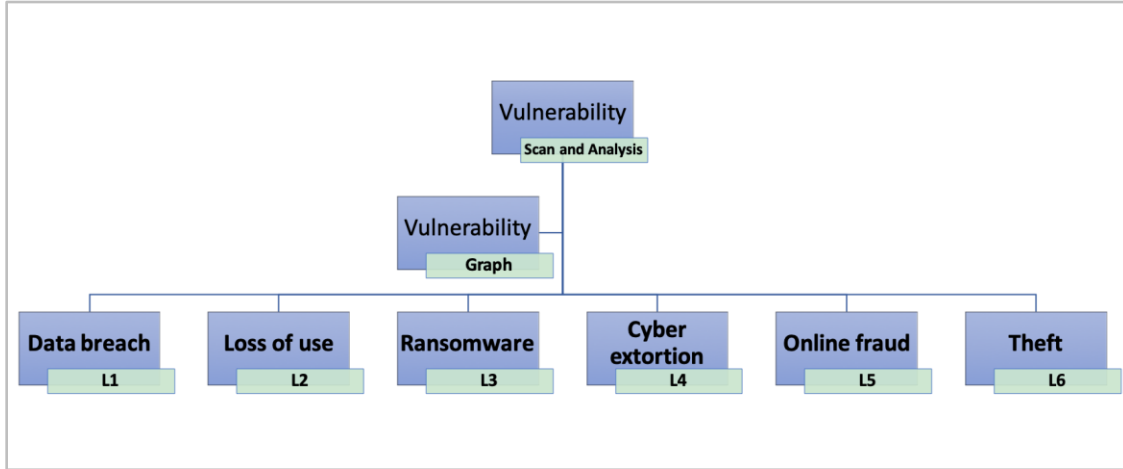 Vulnerability
Scan and Analysis
Vulnerability
Graph
Data breach
L1
Loss of use
L2
Ransomware
L3
Cyber
extortion
L4
Online fraud
L5
Theft
L6